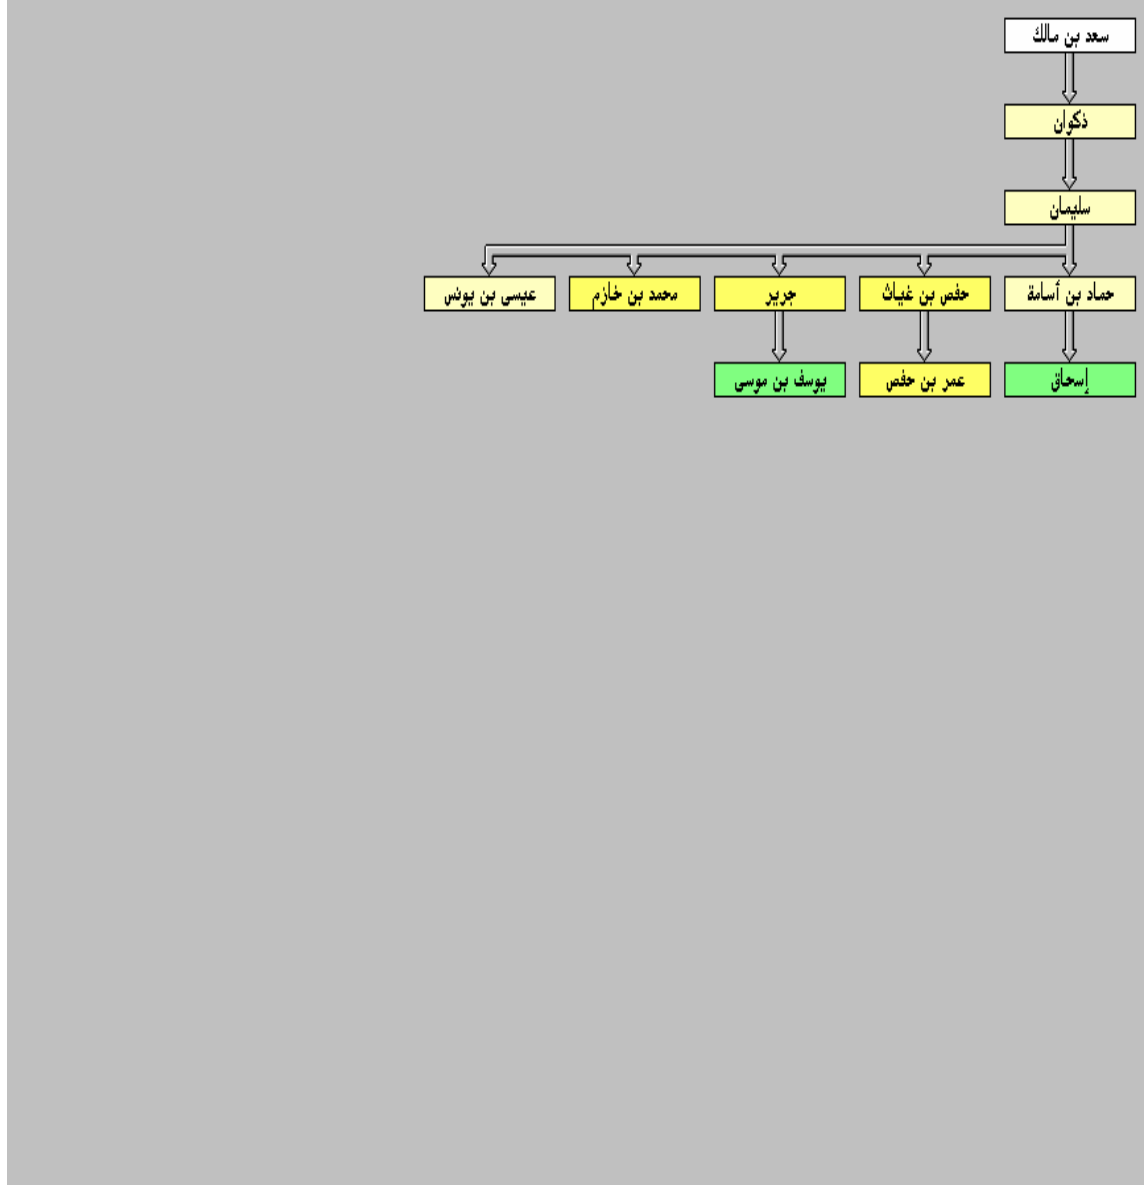 سعد بن مالك
ذكوان
سليمان
حماد بن أسامة
حفص بن غياث
جرير
محمد بن خازم
عيسى بن يونس
إسحاق
عمر بن حفص
يوسف بن موسى